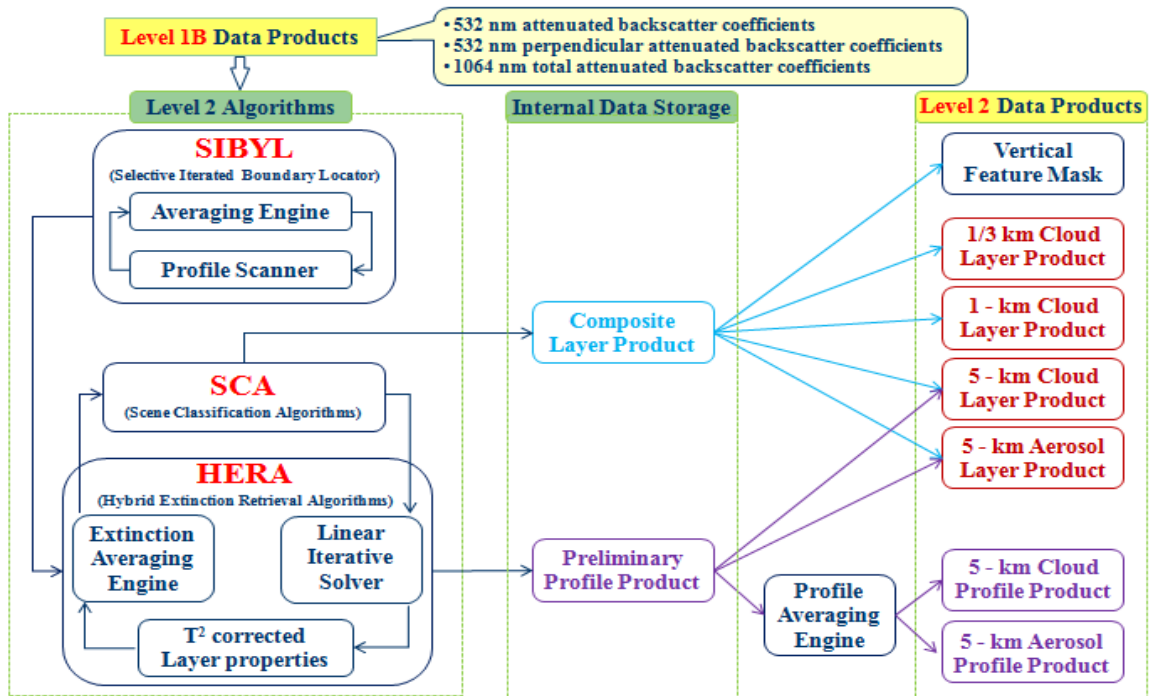 Level 1B Data Products
• 532 nm attenuated backscatter coefficients
• 532 nm perpendicular attenuated backscatter coefficients
• 1064 nm total attenuated backscatter coefficients
Level 2 Algorithms
Internal Data Storage
Level 2 Data Products
SIBYL
(Selective Iterated Boundary Locator)
Averaging Engine
Profile Scanner
SCA
(Scene Classification Algorithms)
HERA
(Hybrid Extinction Retrieval Algorithms)
Extinction
Averaging
Engine
Linear
Iterative
Solver
T² corrected
Layer properties
Composite
Layer Product
Preliminary
Profile Product
Profile
Averaging
Engine
Vertical
Feature Mask
1/3 km Cloud
Layer Product
1 - km Cloud
Layer Product
5 - km Cloud
Layer Product
5 - km Aerosol
Layer Product
5 - km Cloud
Profile Product
5 - km Aerosol
Profile Product